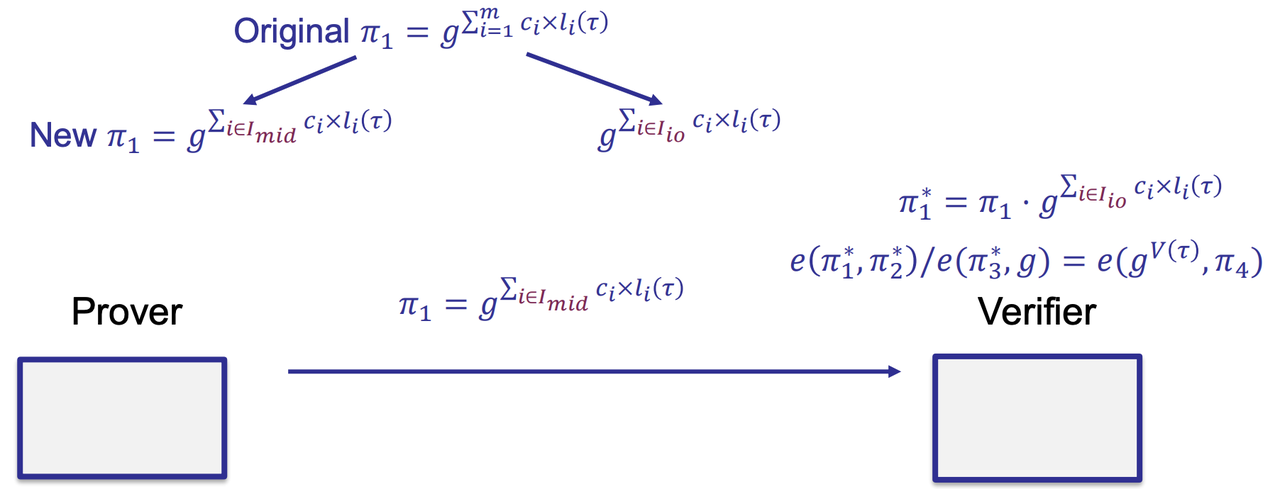 Original $\pi_1 = g^{\sum_{i=1}^{m} c_i \times l_i(\tau)}$
New $\pi_1 = g^{\sum_{i \in I_{mid}} c_i \times l_i(\tau)}$
$g^{\sum_{i \in I_{io}} c_i \times l_i(\tau)}$
$\pi_1^* = \pi_1 \cdot g^{\sum_{i \in I_{io}} c_i \times l_i(\tau)}$
$e(\pi_1^*, \pi_2^*)/e(\pi_3^*, g) = e(g^{V(\tau)}, \pi_4)$
Prover
$\pi_1 = g^{\sum_{i \in I_{mid}} c_i \times l_i(\tau)}$
Verifier